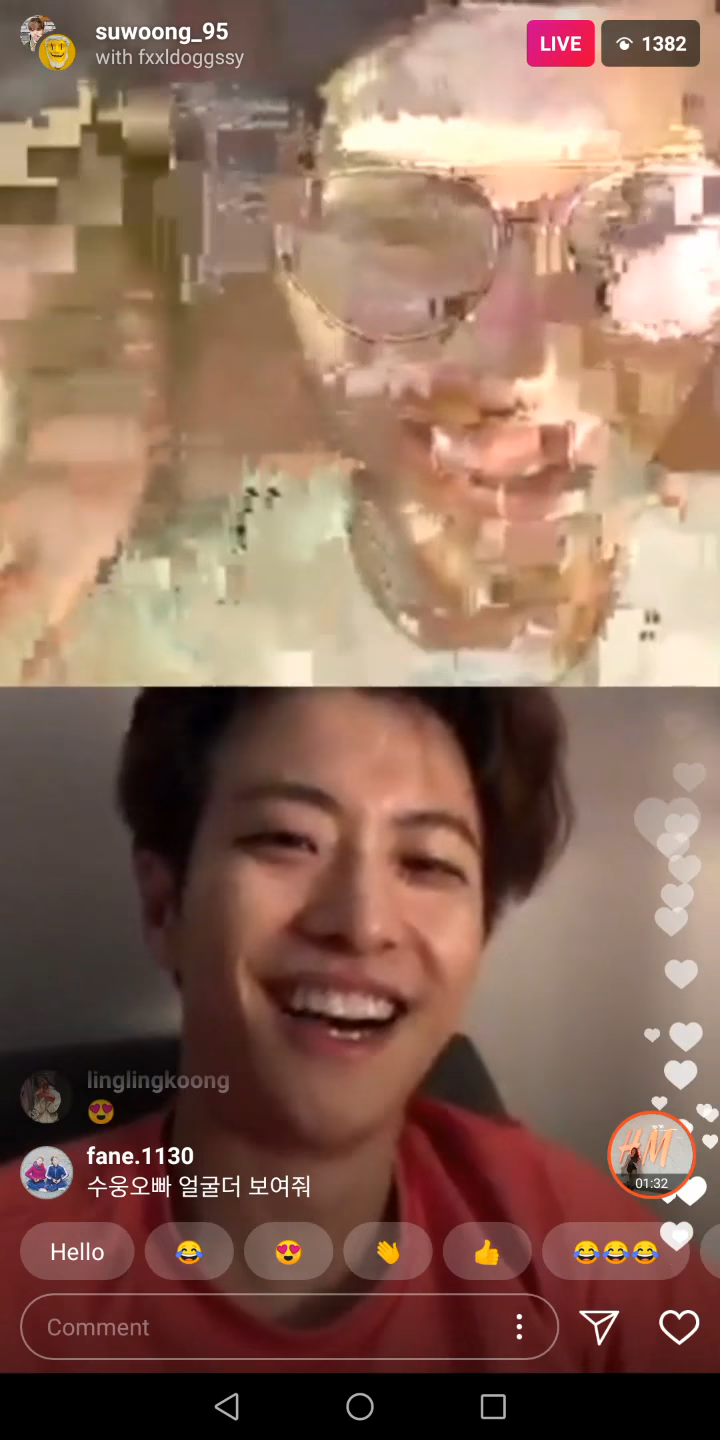 suwoong_95
with fxxldoggssy
LIVE
1382
linglingkoong
😍
fane.1130
수웅오빠 얼굴더 보여줘
HM
01:32
Hello
😂
😍
👋
👍
😂😂😂
Comment